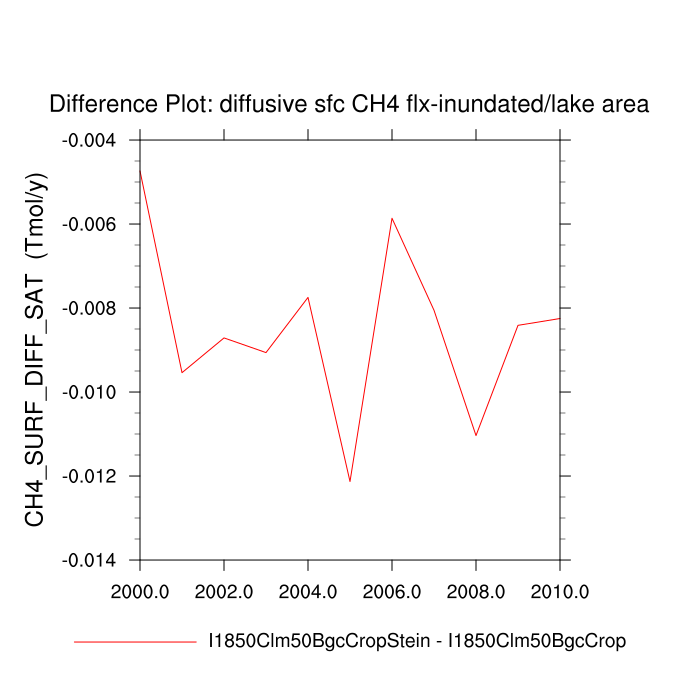 Difference Plot: diffusive sfc CH4 flx-inundated/lake area
CH4_SURF_DIFF_SAT (Tmol/y)
-0.004
-0.006
-0.008
-0.010
-0.012
-0.014
2000.0 2002.0 2004.0 2006.0 2008.0 2010.0
I1850Clm50BgcCropStein - I1850Clm50BgcCrop